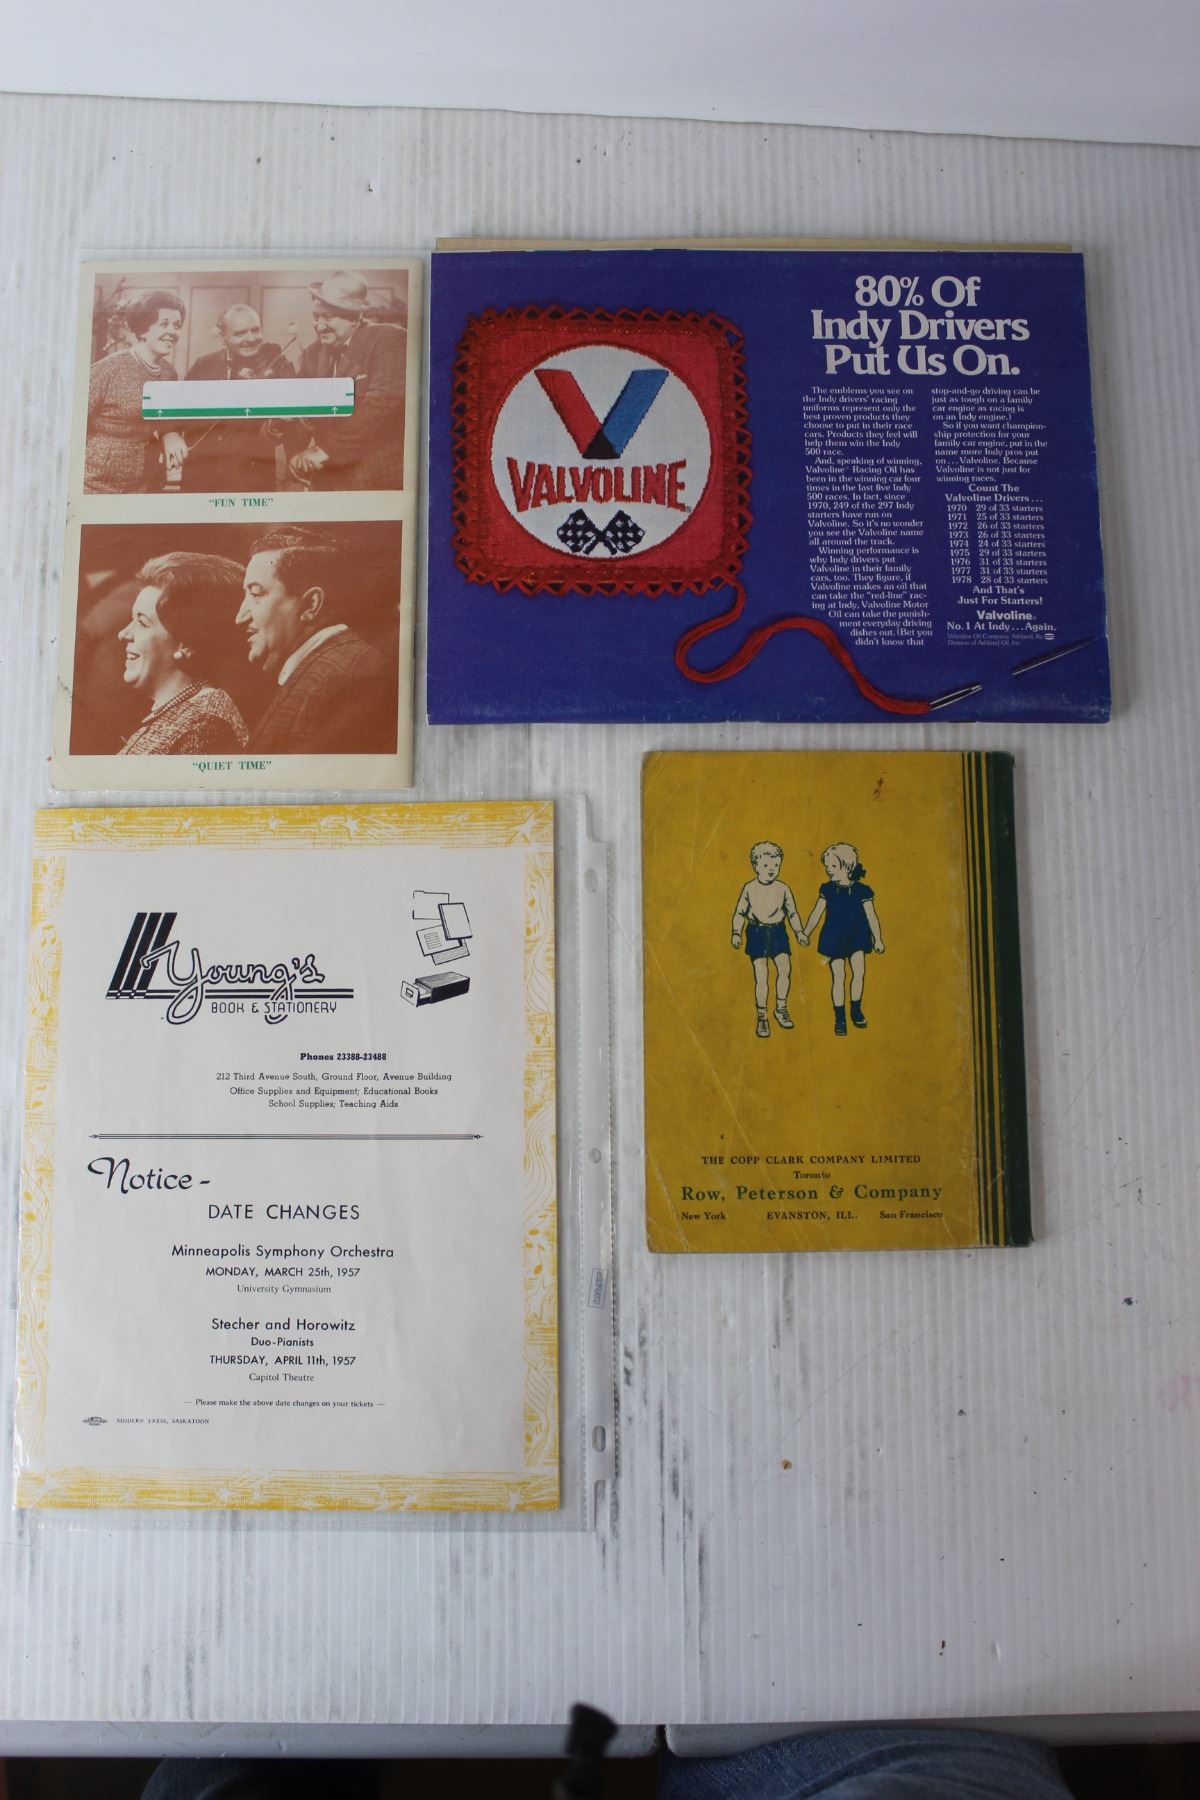 "FUN TIME"
"QUIET TIME"
80% Of
Indy Drivers
Put Us On.
VALVOLINE
The emblems you see on
the Indy drivers' racing
uniforms represent only the
best proven products they
choose to put in their race
cars. Products they feel will
help them win the Indy
500 race.
And, speaking of winning,
Valvoline® Racing Oil has
been in the winning car four
times in the last five Indy
500 races. In fact, since
1970, 249 of the 297 Indy
starters have run on
Valvoline. So it's no wonder
you see the Valvoline name
all around the track.
Winning performance is
why Indy drivers put
Valvoline in their family
cars, too. They figure, if
Valvoline makes an oil that
can take the "red-line" rac-
ing at Indy, Valvoline Motor
Oil can take the punish-
ment everyday driving
dishes out. (Bet you
didn't know that
stop-and-go driving can be
just as tough on a family
car engine as racing is
on an Indy engine.)
So if you want champion-
ship protection for your
family car engine, put in the
name more Indy pros put
on... Valvoline. Because
Valvoline is not just for
winning races.
Count The
Valvoline Drivers...
1970 29 of 33 starters
1971 25 of 33 starters
1972 26 of 33 starters
1973 26 of 33 starters
1974 24 of 33 starters
1975 29 of 33 starters
1976 31 of 33 starters
1977 31 of 33 starters
1978 28 of 33 starters
And That's
Just For Starters!
Valvoline®
No. 1 At Indy... Again.
Valvoline Oil Company, Ashland, Ky.
Division of Ashland Oil, Inc.
Young's
BOOK & STATIONERY
Phones 23388-23488
212 Third Avenue South, Ground Floor, Avenue Building
Office Supplies and Equipment; Educational Books
School Supplies; Teaching Aids
Notice -
DATE CHANGES
Minneapolis Symphony Orchestra
MONDAY, MARCH 25th, 1957
University Gymnasium
Stecher and Horowitz
Duo-Pianists
THURSDAY, APRIL 11th, 1957
Capitol Theatre
— Please make the above date changes on your tickets —
MODERN PRESS, SASKATOON
THE COPP CLARK COMPANY LIMITED
Toronto
Row, Peterson & Company
New York EVANSTON, ILL. San Francisco